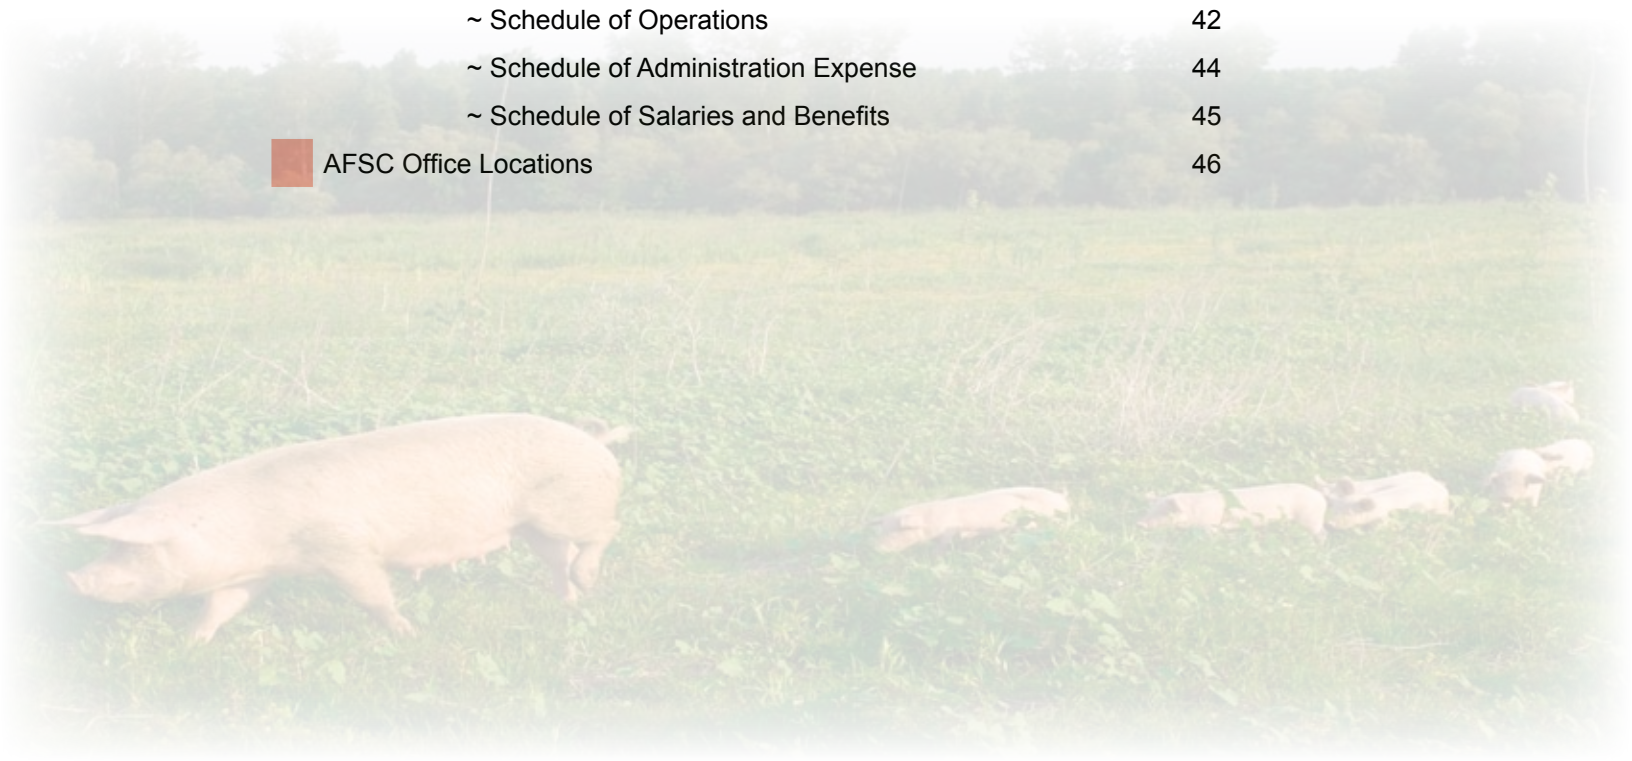 ~ Schedule of Operations 42
~ Schedule of Administration Expense 44
~ Schedule of Salaries and Benefits 45
AFSC Office Locations 46